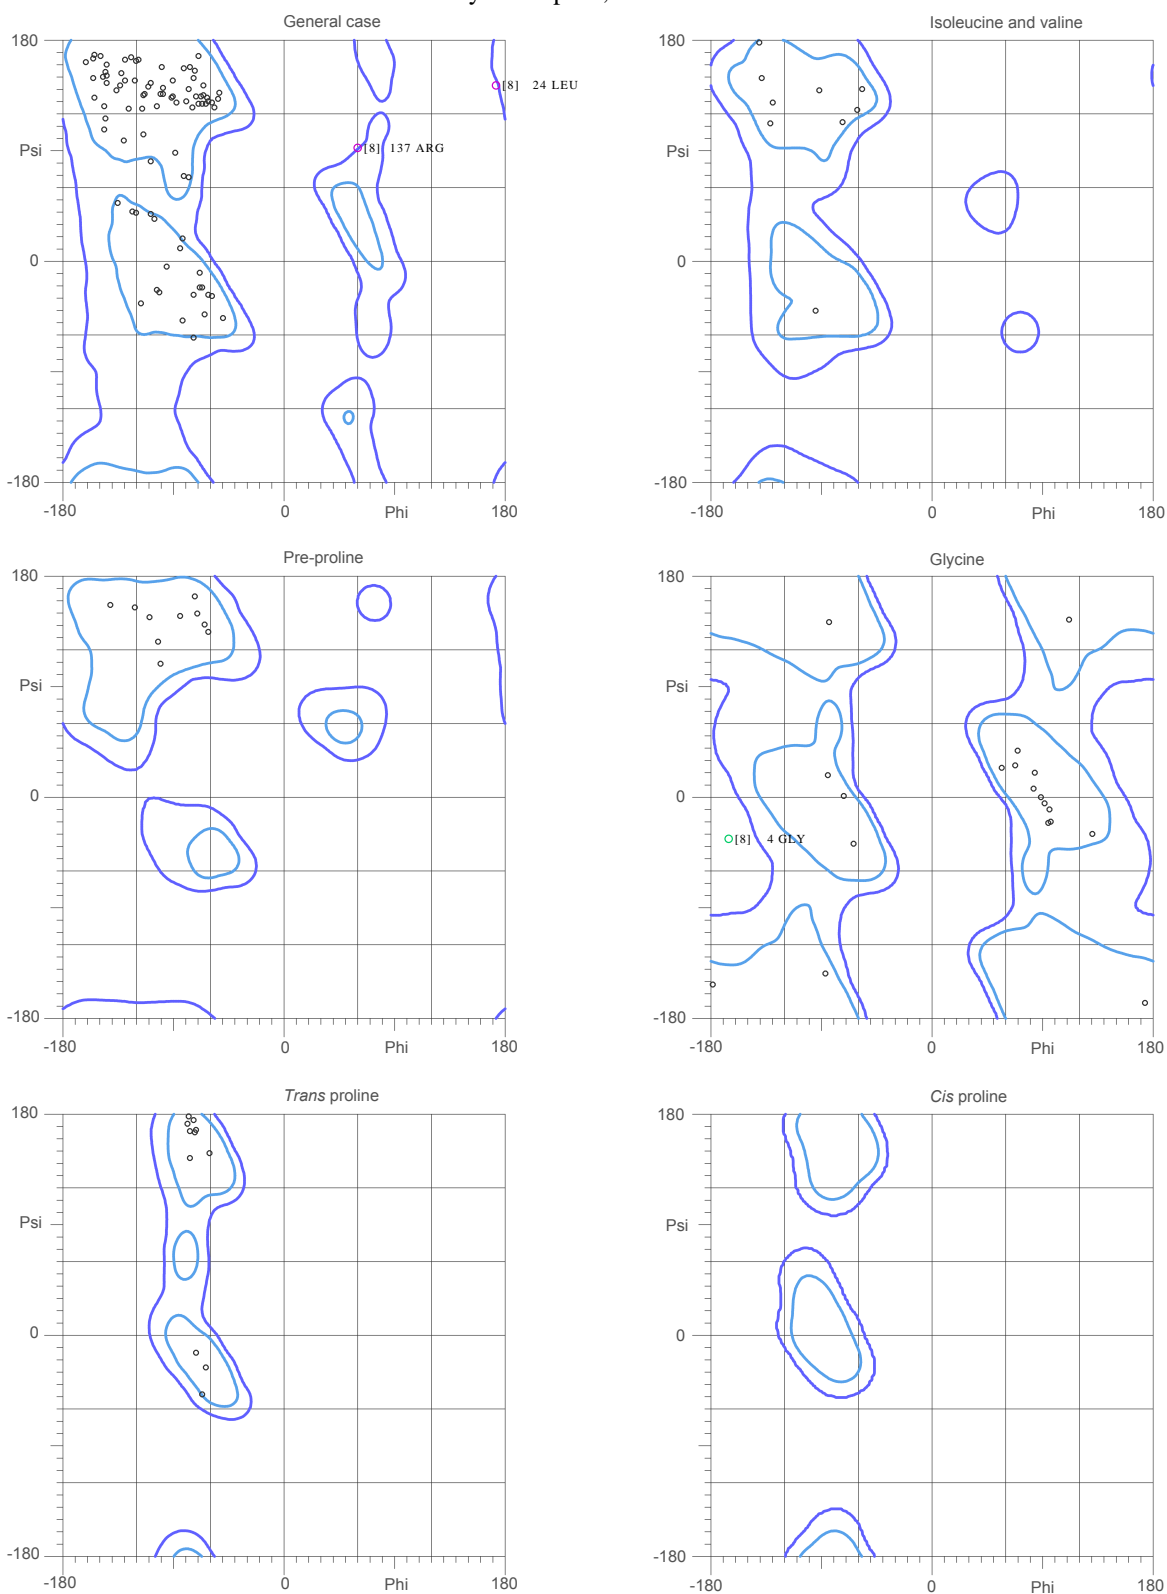 General case
180
Psi
0
-180
-180
0
Phi
180
[8] 24 LEU
[8] 137 ARG
Isoleucine and valine
180
Psi
0
-180
-180
0
Phi
180
Pre-proline
180
Psi
0
-180
-180
0
Phi
180
Glycine
180
Psi
0
-180
-180
0
Phi
180
[8] 4 GLY
Trans proline
180
Psi
0
-180
-180
0
Phi
180
Cis proline
180
Psi
0
-180
-180
0
Phi
180